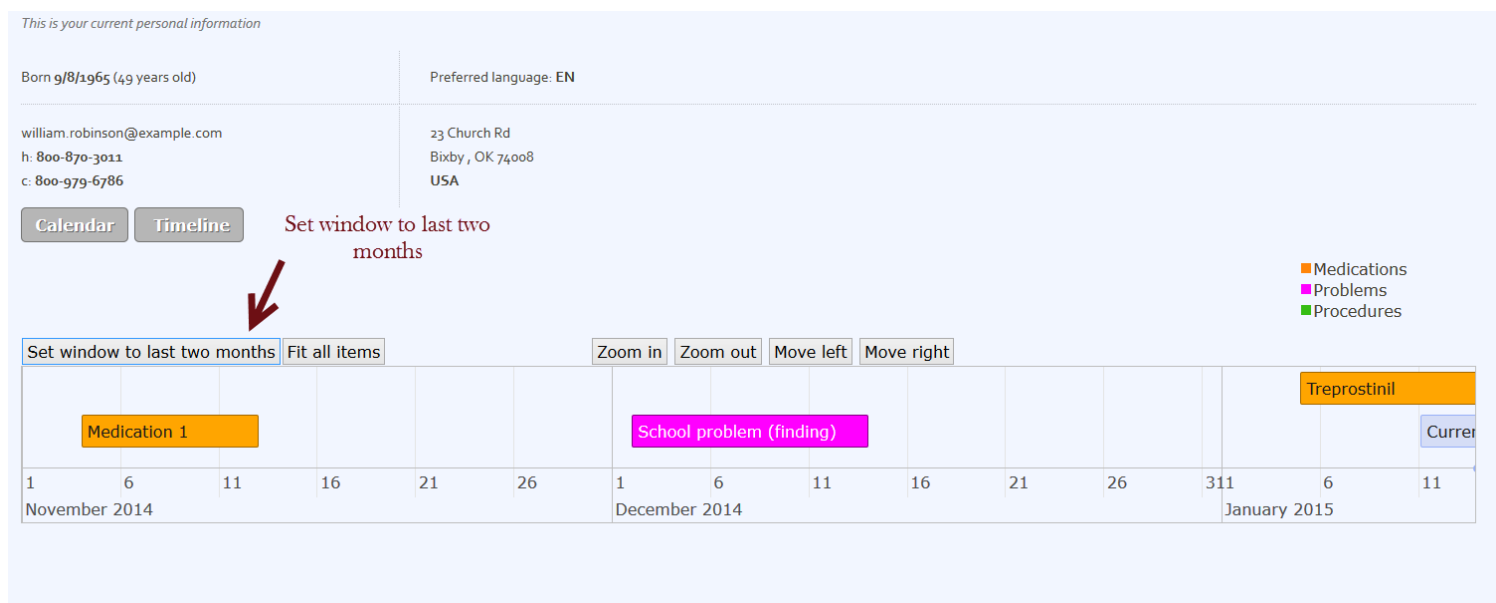 This is your current personal information
Born 9/8/1965 (49 years old)
Preferred language: EN
william.robinson@example.com
h: 800-870-3011
c: 800-979-6786
23 Church Rd
Bixby , OK 74008
USA
Calendar
Timeline
Set window to last two
months
Medications
Problems
Procedures
Set window to last two months
Fit all items
Zoom in
Zoom out
Move left
Move right
Treprostinil
Medication 1
School problem (finding)
Curren
1 6 11 16 21 26 1 6 11 16 21 26 31 1 6 11
November 2014
December 2014
January 2015